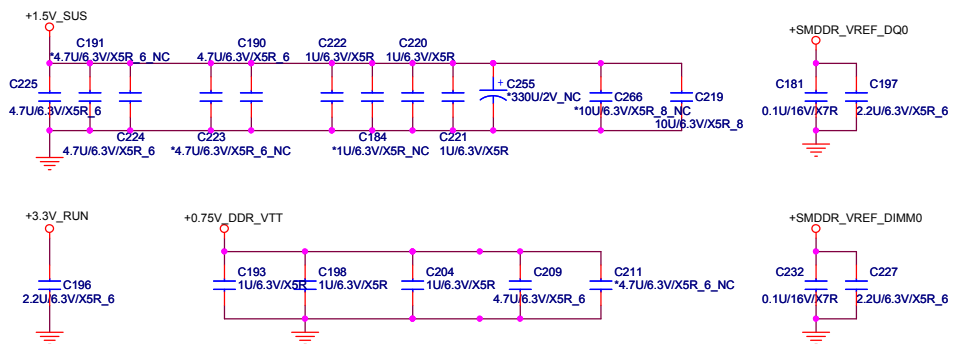 +1.5V_SUS
C191
*4.7U/6.3V/X5R_6_NC
C190
4.7U/6.3V/X5R_6
C222
1U/6.3V/X5R
C220
1U/6.3V/X5R
C225
4.7U/6.3V/X5R_6
C224
4.7U/6.3V/X5R_6
C223
*4.7U/6.3V/X5R_6_NC
C184
*1U/6.3V/X5R_NC
C221
1U/6.3V/X5R
+
C255
*330U/2V_NC
C266
*10U/6.3V/X5R_8_NC
C219
10U/6.3V/X5R_8
+SMDDR_VREF_DQ0
C181
0.1U/16V/X7R
C197
2.2U/6.3V/X5R_6
+3.3V_RUN
C196
2.2U/6.3V/X5R_6
+0.75V_DDR_VTT
C193
1U/6.3V/X5R
C198
1U/6.3V/X5R
C204
1U/6.3V/X5R
C209
4.7U/6.3V/X5R_6
C211
*4.7U/6.3V/X5R_6_NC
+SMDDR_VREF_DIMM0
C232
0.1U/16V/X7R
C227
2.2U/6.3V/X5R_6